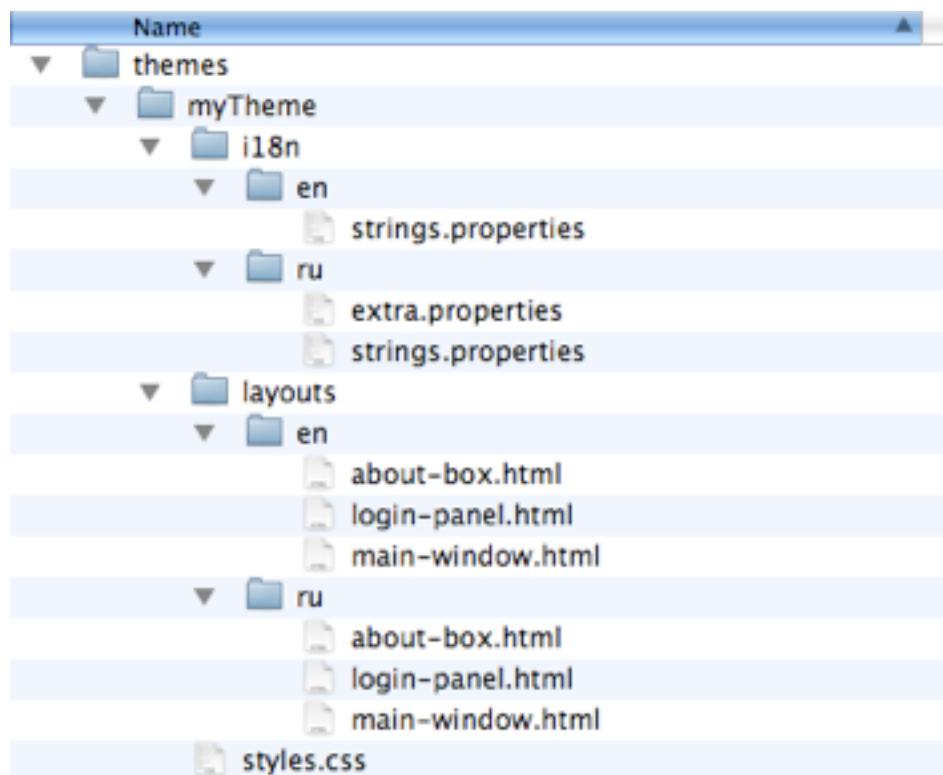 Name
themes
myTheme
i18n
en
strings.properties
ru
extra.properties
strings.properties
layouts
en
about-box.html
login-panel.html
main-window.html
ru
about-box.html
login-panel.html
main-window.html
styles.css